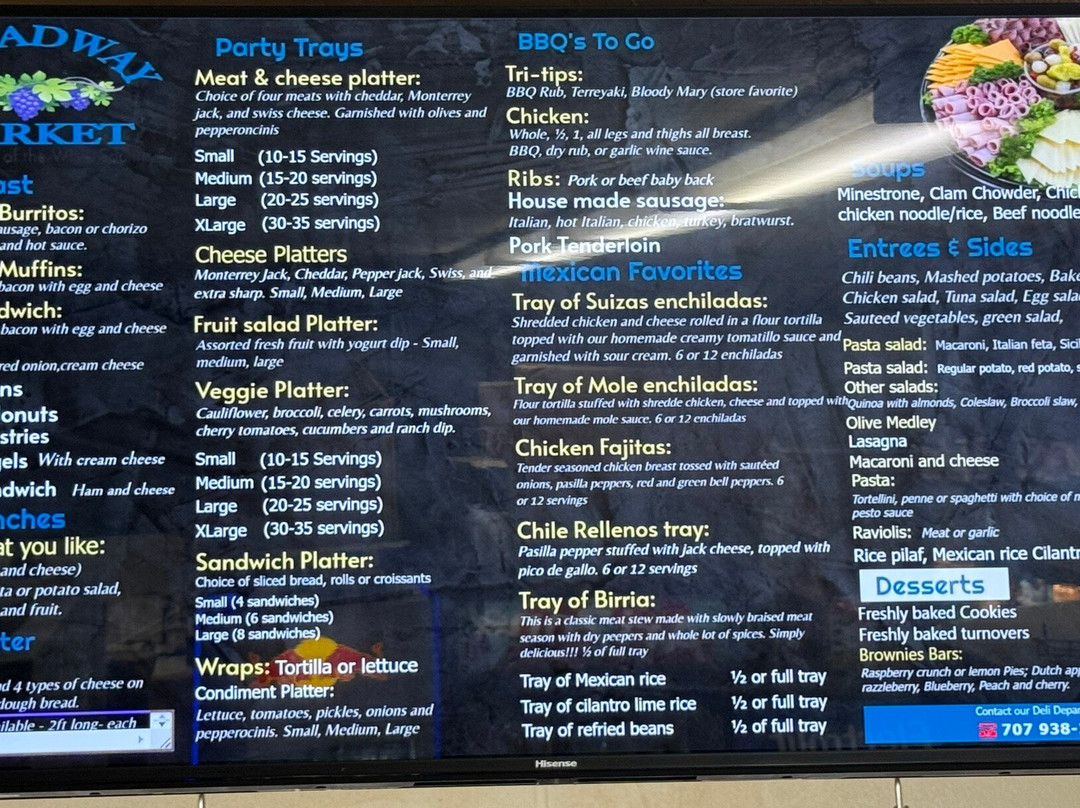 ADWAY
RKET
of the Wine
ast
Burritos:
ausage, bacon or chorizo
and hot sauce.
Muffins:
bacon with egg and cheese
dwich:
bacon with egg and cheese
red onion,cream cheese
ns
onuts
stries
gels With cream cheese
dwich Ham and cheese
nches
at you like:
and cheese)
ta or potato salad,
and fruit.
ter
d 4 types of cheese on
dough bread.
ilable - 2ft long- each
Party Trays
Meat & cheese platter:
Choice of four meats with cheddar, Monterrey
jack, and swiss cheese. Garnished with olives and
pepperoncinis
Small (10-15 Servings)
Medium (15-20 servings)
Large (20-25 servings)
XLarge (30-35 servings)
Cheese Platters
Monterrey Jack, Cheddar, Pepper jack, Swiss, and
extra sharp. Small, Medium, Large
Fruit salad Platter:
Assorted fresh fruit with yogurt dip - Small,
medium, large
Veggie Platter:
Cauliflower, broccoli, celery, carrots, mushrooms,
cherry tomatoes, cucumbers and ranch dip.
Small (10-15 Servings)
Medium (15-20 servings)
Large (20-25 servings)
XLarge (30-35 servings)
Sandwich Platter:
Choice of sliced bread, rolls or croissants
Small (4 sandwiches)
Medium (6 sandwiches)
Large (8 sandwiches)
Wraps: Tortilla or lettuce
Condiment Platter:
Lettuce, tomatoes, pickles, onions and
pepperocinis. Small, Medium, Large
BBQ's To Go
Tri-tips:
BBQ Rub, Terreyaki, Bloody Mary (store favorite)
Chicken:
Whole, ½, 1, all legs and thighs all breast.
BBQ, dry rub, or garlic wine sauce.
Ribs: Pork or beef baby back
House made sausage:
Italian, hot Italian, chicken, turkey, bratwurst.
Pork Tenderloin
Mexican Favorites
Tray of Suizas enchiladas:
Shredded chicken and cheese rolled in a flour tortilla
topped with our homemade creamy tomatillo sauce and
garnished with sour cream. 6 or 12 enchiladas
Tray of Mole enchiladas:
Flour tortilla stuffed with shredde chicken, cheese and topped with
our homemade mole sauce. 6 or 12 enchiladas
Chicken Fajitas:
Tender seasoned chicken breast tossed with sautéed
onions, pasilla peppers, red and green bell peppers. 6
or 12 servings
Chile Rellenos tray:
Pasilla pepper stuffed with jack cheese, topped with
pico de gallo. 6 or 12 servings
Tray of Birria:
This is a classic meat stew made with slowly braised meat
season with dry peepers and whole lot of spices. Simply
delicious!!! ½ of full tray
Tray of Mexican rice ½ or full tray
Tray of cilantro lime rice ½ or full tray
Tray of refried beans ½ or full tray
Soups
Minestrone, Clam Chowder, Chic
chicken noodle/rice, Beef noodle
Entrees & Sides
Chili beans, Mashed potatoes, Bake
Chicken salad, Tuna salad, Egg sala
Sauteed vegetables, green salad,
Pasta salad: Macaroni, Italian feta, Sici
Pasta salad: Regular potato, red potato, s
Other salads:
Quinoa with almonds, Coleslaw, Broccoli slaw,
Olive Medley
Lasagna
Macaroni and cheese
Pasta:
Tortellini, penne or spaghetti with choice of m
pesto sauce
Raviolis: Meat or garlic
Rice pilaf, Mexican rice Cilantr
Desserts
Freshly baked Cookies
Freshly baked turnovers
Brownies Bars:
Raspberry crunch or lemon Pies; Dutch app
razzleberry, Blueberry, Peach and cherry.
Contact our Deli Depar
707 938-
Hisense